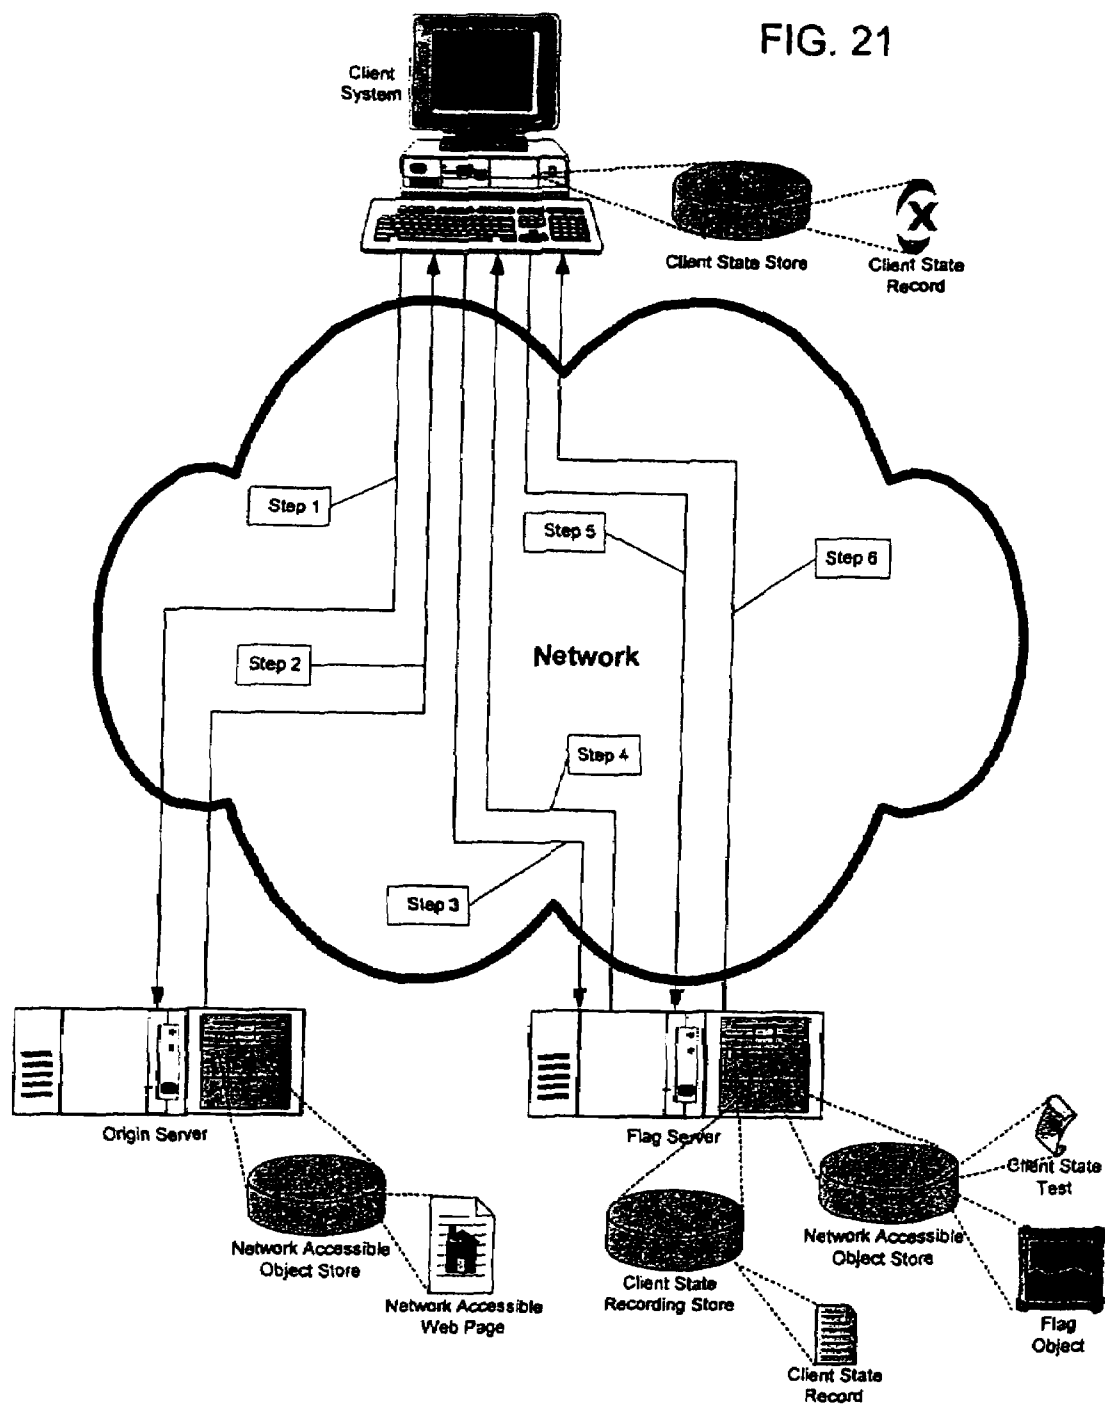 FIG. 21
Client
System
Client State Store
Client State
Record
Step 1
Step 5
Step 6
Step 2
Network
Step 4
Step 3
Origin Server
Flag Server
Client State
Test
Network Accessible
Object Store
Network Accessible
Object Store
Client State
Recording Store
Network Accessible
Web Page
Flag
Object
Client State
Record